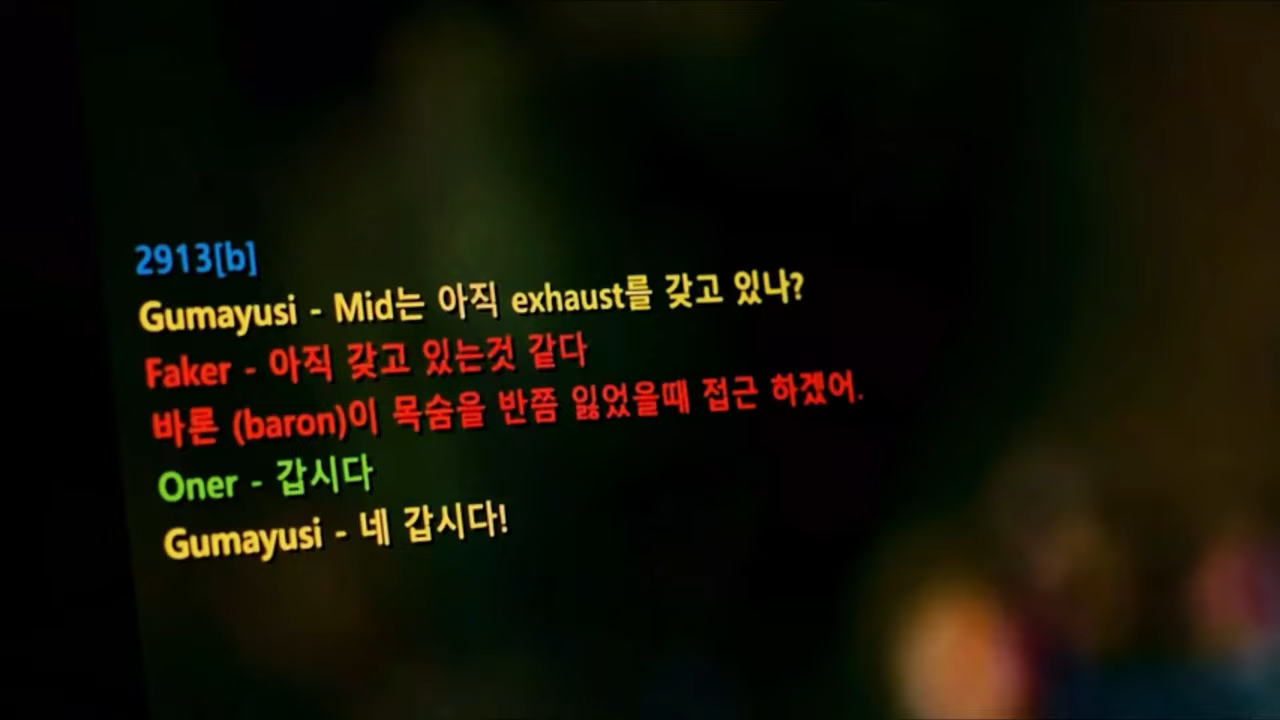 2913[b]
Gumayusi - Mid는 아직 exhaust를 갖고 있나?
Faker - 아직 갖고 있는것 같다
바론 (baron)이 목숨을 반쯤 잃었을때 접근 하겠어.
Oner - 갑시다
Gumayusi - 네 갑시다!